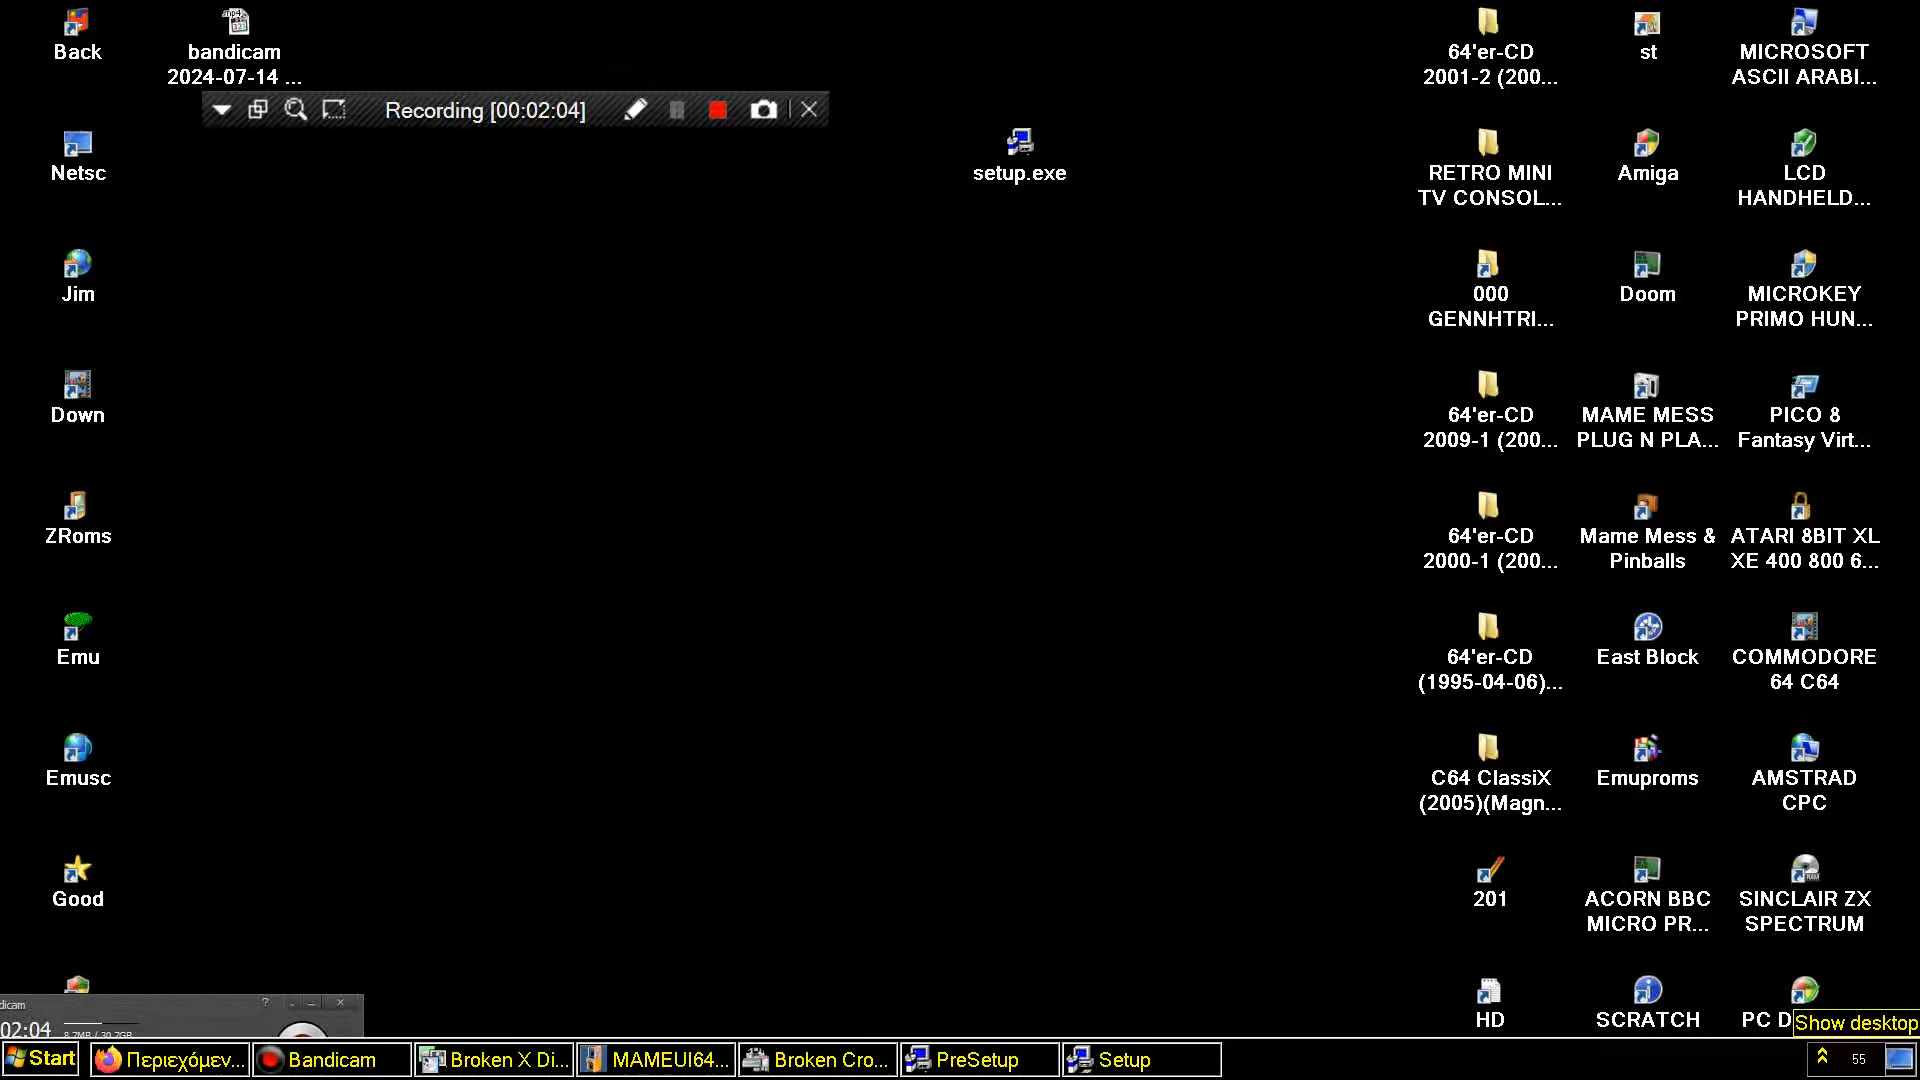 Back
bandicam
2024-07-14 ...
Recording [00:02:04]
Netsc
setup.exe
Jim
Down
ZRoms
Emu
Emusc
Good
64'er-CD
2001-2 (200...
st
MICROSOFT
ASCII ARABI...
RETRO MINI
TV CONSOL...
Amiga
LCD
HANDHELD...
000
GENNHTRI...
Doom
MICROKEY
PRIMO HUN...
64'er-CD
2009-1 (200...
MAME MESS
PLUG N PLA...
PICO 8
Fantasy Virt...
64'er-CD
2000-1 (200...
Mame Mess &
Pinballs
ATARI 8BIT XL
XE 400 800 6...
64'er-CD
(1995-04-06)...
East Block
COMMODORE
64 C64
C64 ClassiX
(2005)(Magn...
Emuproms
AMSTRAD
CPC
201
ACORN BBC
MICRO PR...
SINCLAIR ZX
SPECTRUM
HD
SCRATCH
PC D
Show desktop
dicam
02:04
8.7MB / 30.7GB
Start
Περιεχόμεν...
Bandicam
Broken X Di...
MAMEUI64...
Broken Cro...
PreSetup
Setup
55